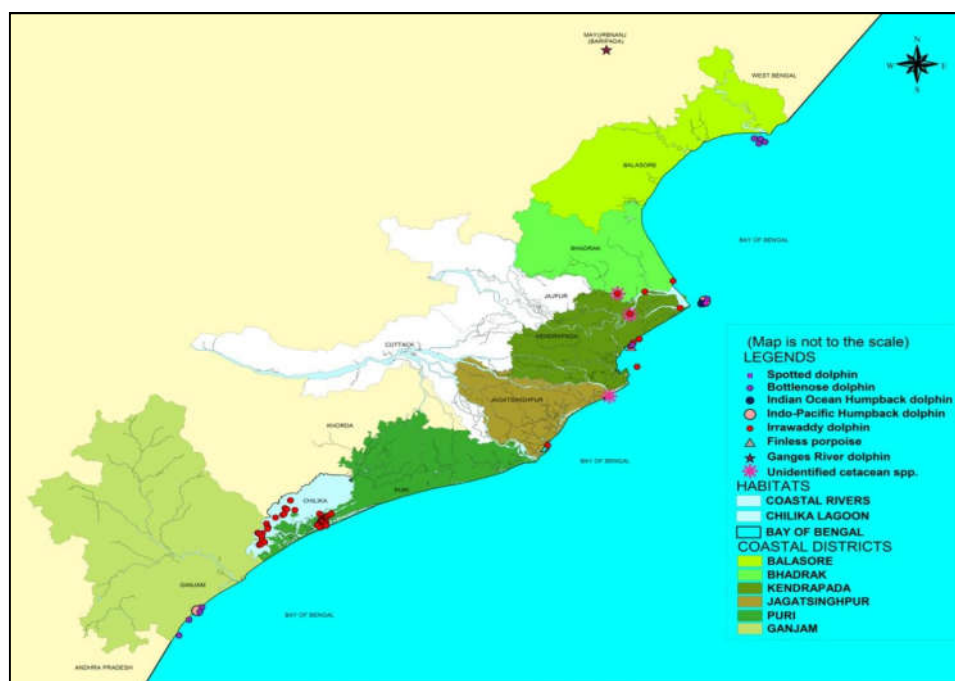 MAYURBNANJ
(BARIPADA)
N
W
E
S
WEST BENGAL
BALASORE
BAY OF BENGAL
BHADRAK
JAJPUR
KENDRAPADA
CUTTACK
JAGATSINGHPUR
KHORDA
BAY OF BENGAL
PURI
CHILIKA
GANJAM
BAY OF BENGAL
ANDHRA PRADESH
(Map is not to the scale)
LEGENDS
Spotted dolphin
Bottlenose dolphin
Indian Ocean Humpback dolphin
Indo-Pacific Humpback dolphin
Irrawaddy dolphin
Finless porpoise
Ganges River dolphin
Unidentified cetacean spp.
HABITATS
COASTAL RIVERS
CHILIKA LAGOON
BAY OF BENGAL
COASTAL DISTRICTS
BALASORE
BHADRAK
KENDRAPADA
JAGATSINGHPUR
PURI
GANJAM